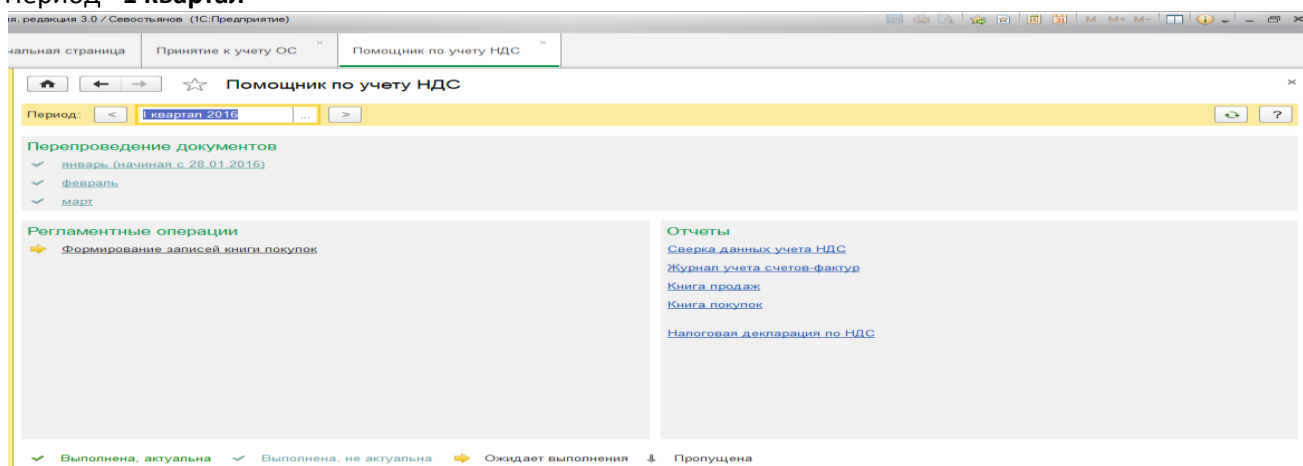 Период – 1 квартал
я, редакция 3.0 / Севостьянов (1С:Предприятие)
M M+ M-
чальная страница Принятие к учету ОС × Помощник по учету НДС ×
Помощник по учету НДС ×
Период: < I квартал 2016 ... > ?
Перепроведение документов
январь (начиная с 28.01.2016)
февраль
март
Регламентные операции Отчеты
Формирование записей книги покупок Сверка данных учета НДС
Журнал учета счетов-фактур
Книга продаж
Книга покупок
Налоговая декларация по НДС
Выполнена, актуальна Выполнена, не актуальна Ожидает выполнения Пропущена